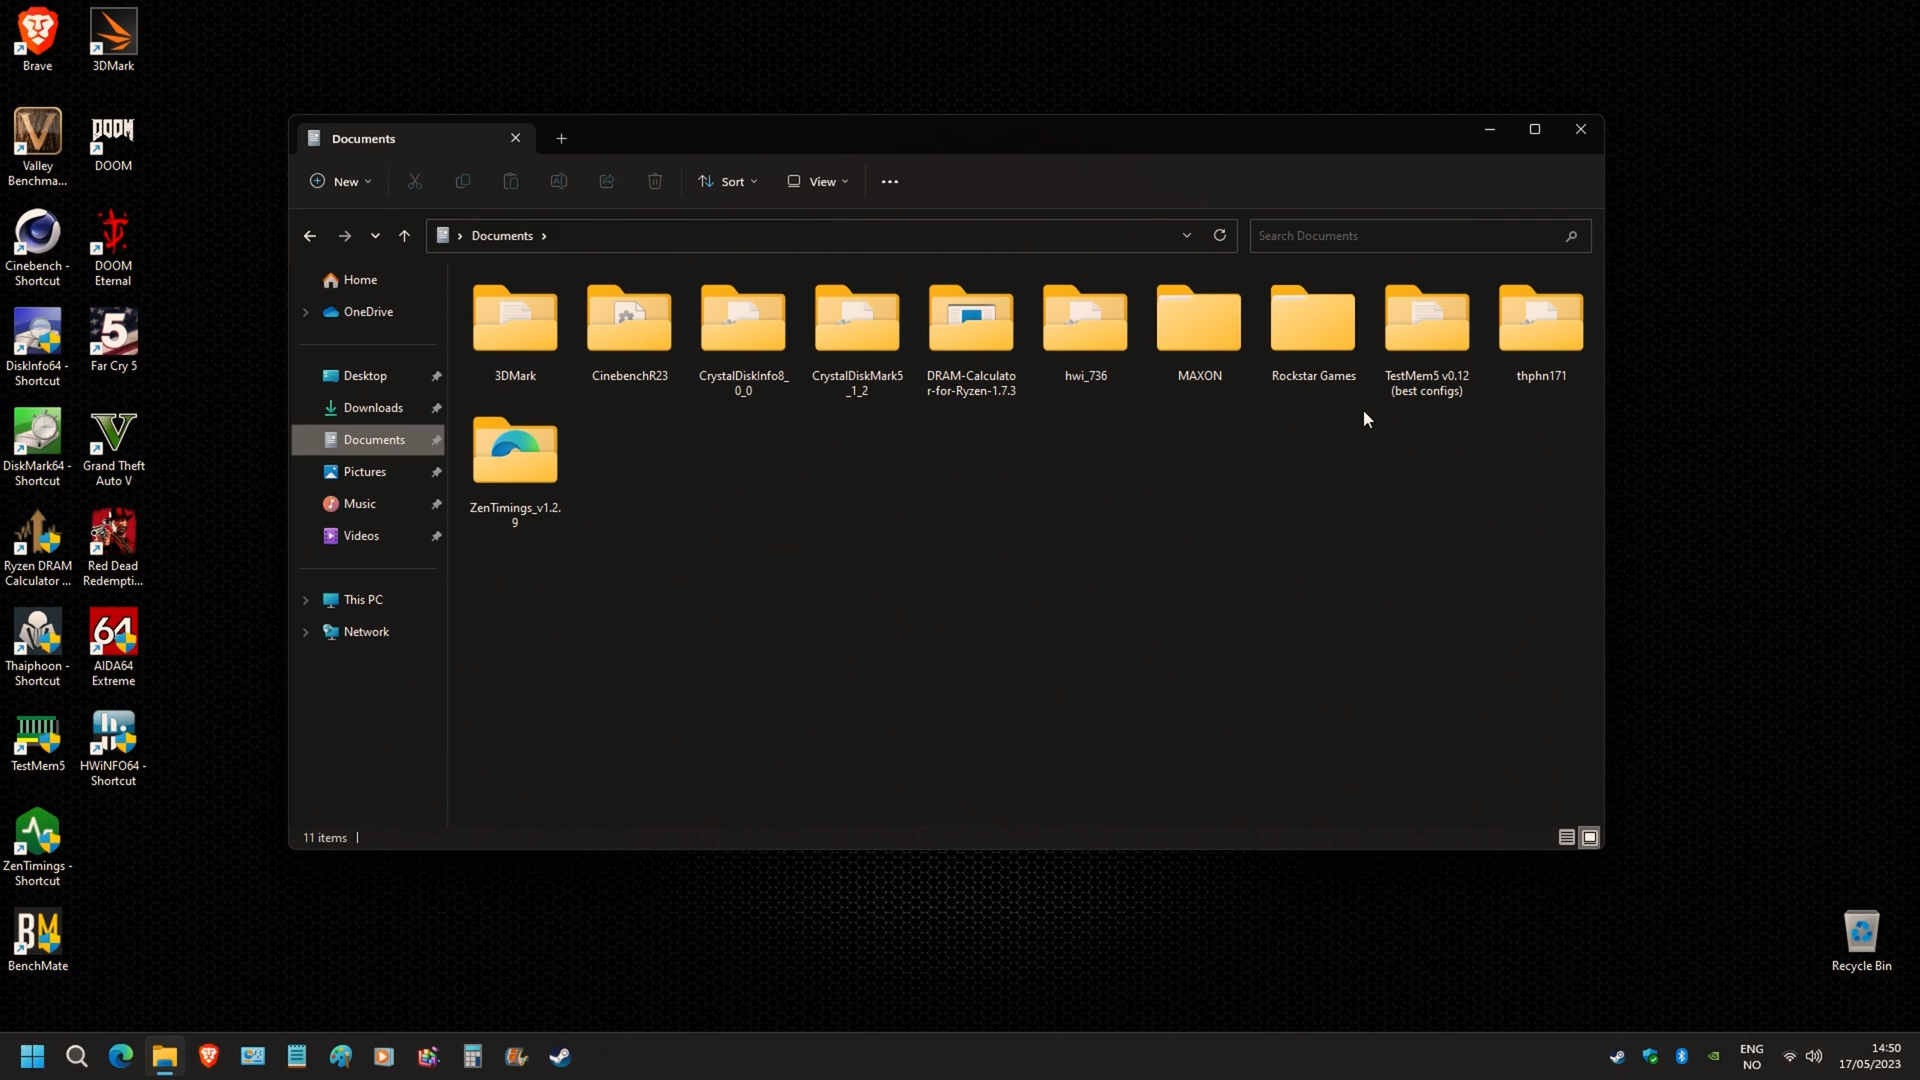 Brave
3DMark
Valley
Benchma...
DOOM
DOOM
Cinebench -
Shortcut
DOOM
Eternal
DiskInfo64 -
Shortcut
5
Far Cry 5
DiskMark64 -
Shortcut
Grand Theft
Auto V
Ryzen DRAM
Calculator ...
Red Dead
Redempti...
Thaiphoon -
Shortcut
64
AIDA64
Extreme
TestMem5
HWiNFO64 -
Shortcut
ZenTimings -
Shortcut
BM
BenchMate
Documents
New
Sort
View
Documents
Search Documents
Home
OneDrive
Desktop
Downloads
Documents
Pictures
Music
Videos
This PC
Network
3DMark
CinebenchR23
CrystalDiskInfo8_
0_0
CrystalDiskMark5
_1_2
DRAM-Calculato
r-for-Ryzen-1.7.3
hwi_736
MAXON
Rockstar Games
TestMem5 v0.12
(best configs)
thphn171
ZenTimings_v1.2.
9
11 items
Recycle Bin
ENG
NO
14:50
17/05/2023